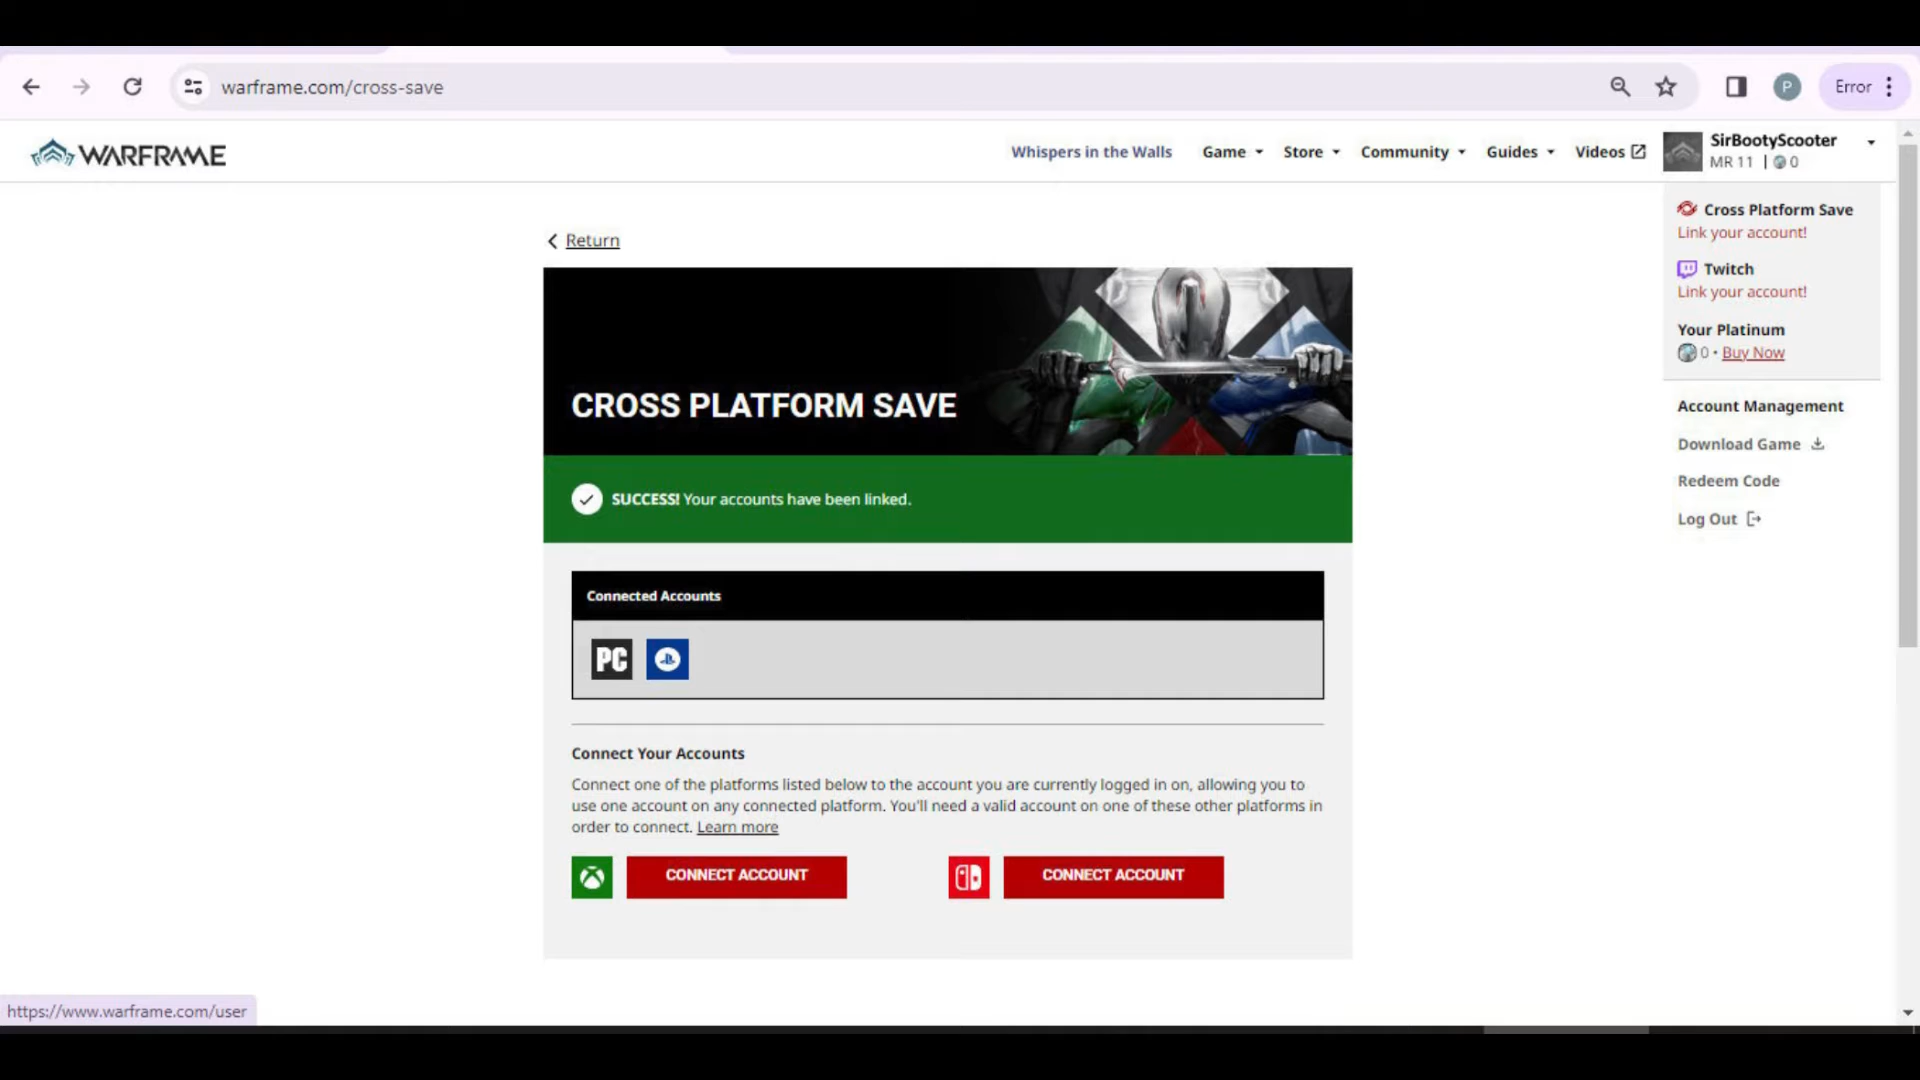 warframe.com/cross-save
P
Error
WARFRAME
Whispers in the Walls
Game
Store
Community
Guides
Videos
SirBootyScooter
MR 11 | 0
Cross Platform Save
Link your account!
Twitch
Link your account!
Your Platinum
0 • Buy Now
Account Management
Download Game
Redeem Code
Log Out
Return
CROSS PLATFORM SAVE
SUCCESS! Your accounts have been linked.
Connected Accounts
PC
Connect Your Accounts
Connect one of the platforms listed below to the account you are currently logged in on, allowing you to
use one account on any connected platform. You'll need a valid account on one of these other platforms in
order to connect. Learn more
CONNECT ACCOUNT
CONNECT ACCOUNT
https://www.warframe.com/user